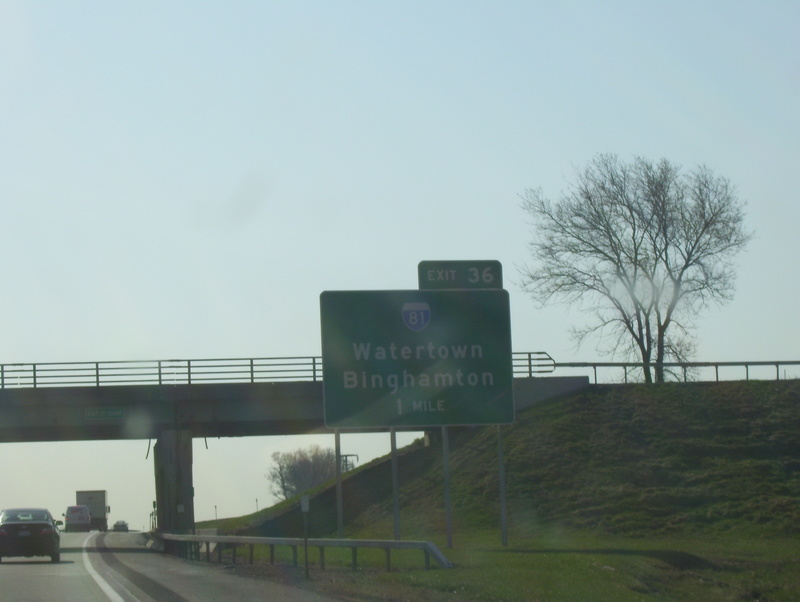 EXIT 36
81
Watertown
Binghamton
1 MILE